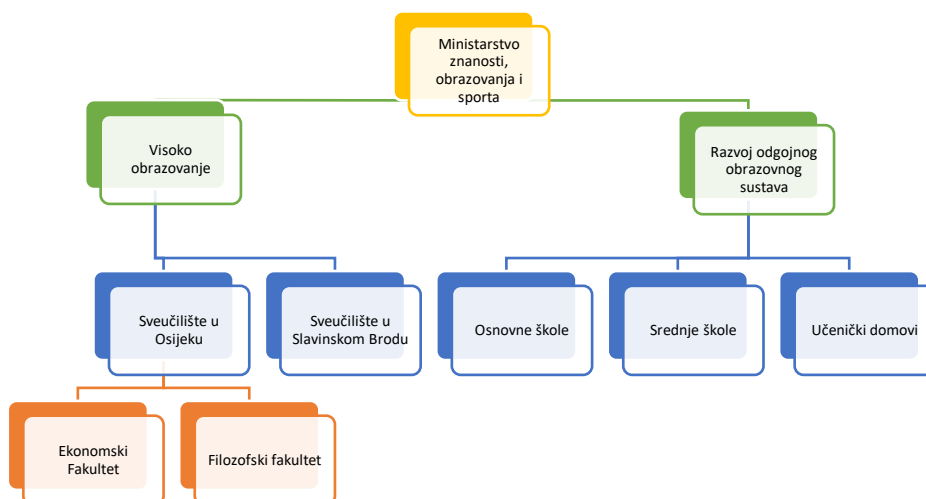 Ministarstvo
znanosti,
obrazovanja i
sporta
Visoko
obrazovanje
Razvoj odgojnog
obrazovnog
sustava
Sveučilište u
Osijeku
Sveučilište u
Slavinskom Brodu
Osnovne škole
Srednje škole
Učenički domovi
Ekonomski
Fakultet
Filozofski fakultet